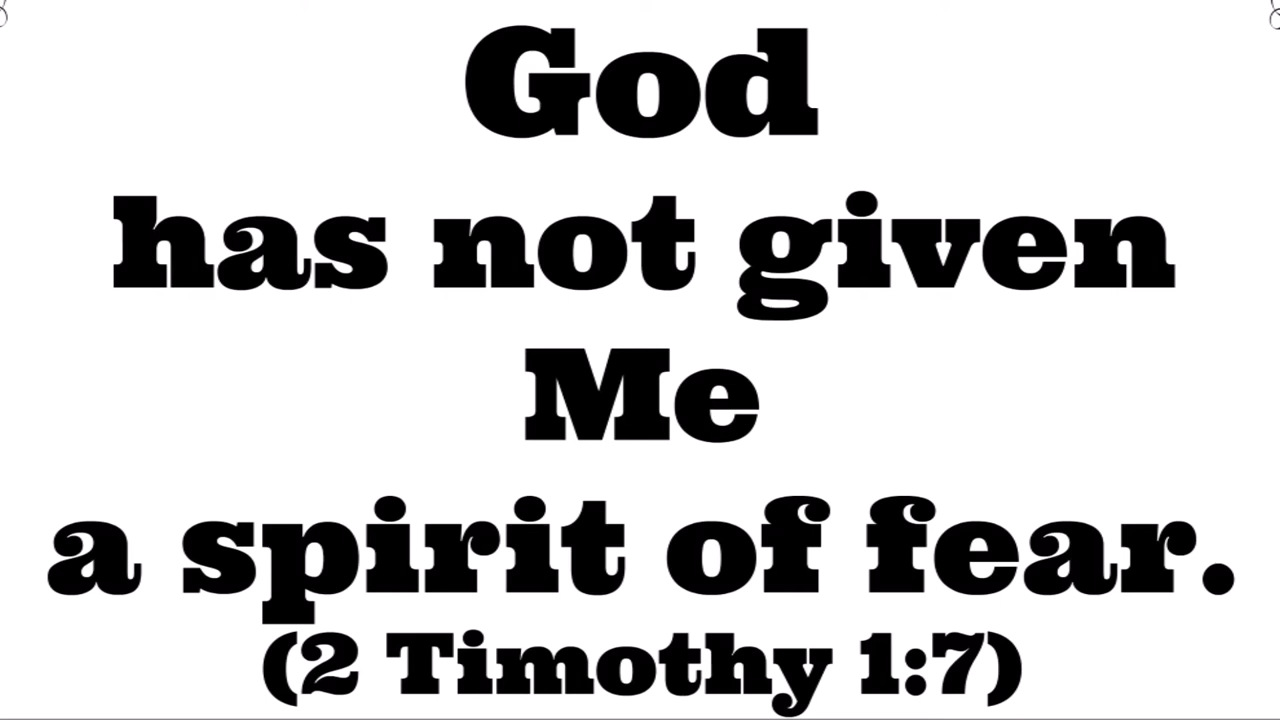 God
has not given
Me
a spirit of fear.
(2 Timothy 1:7)